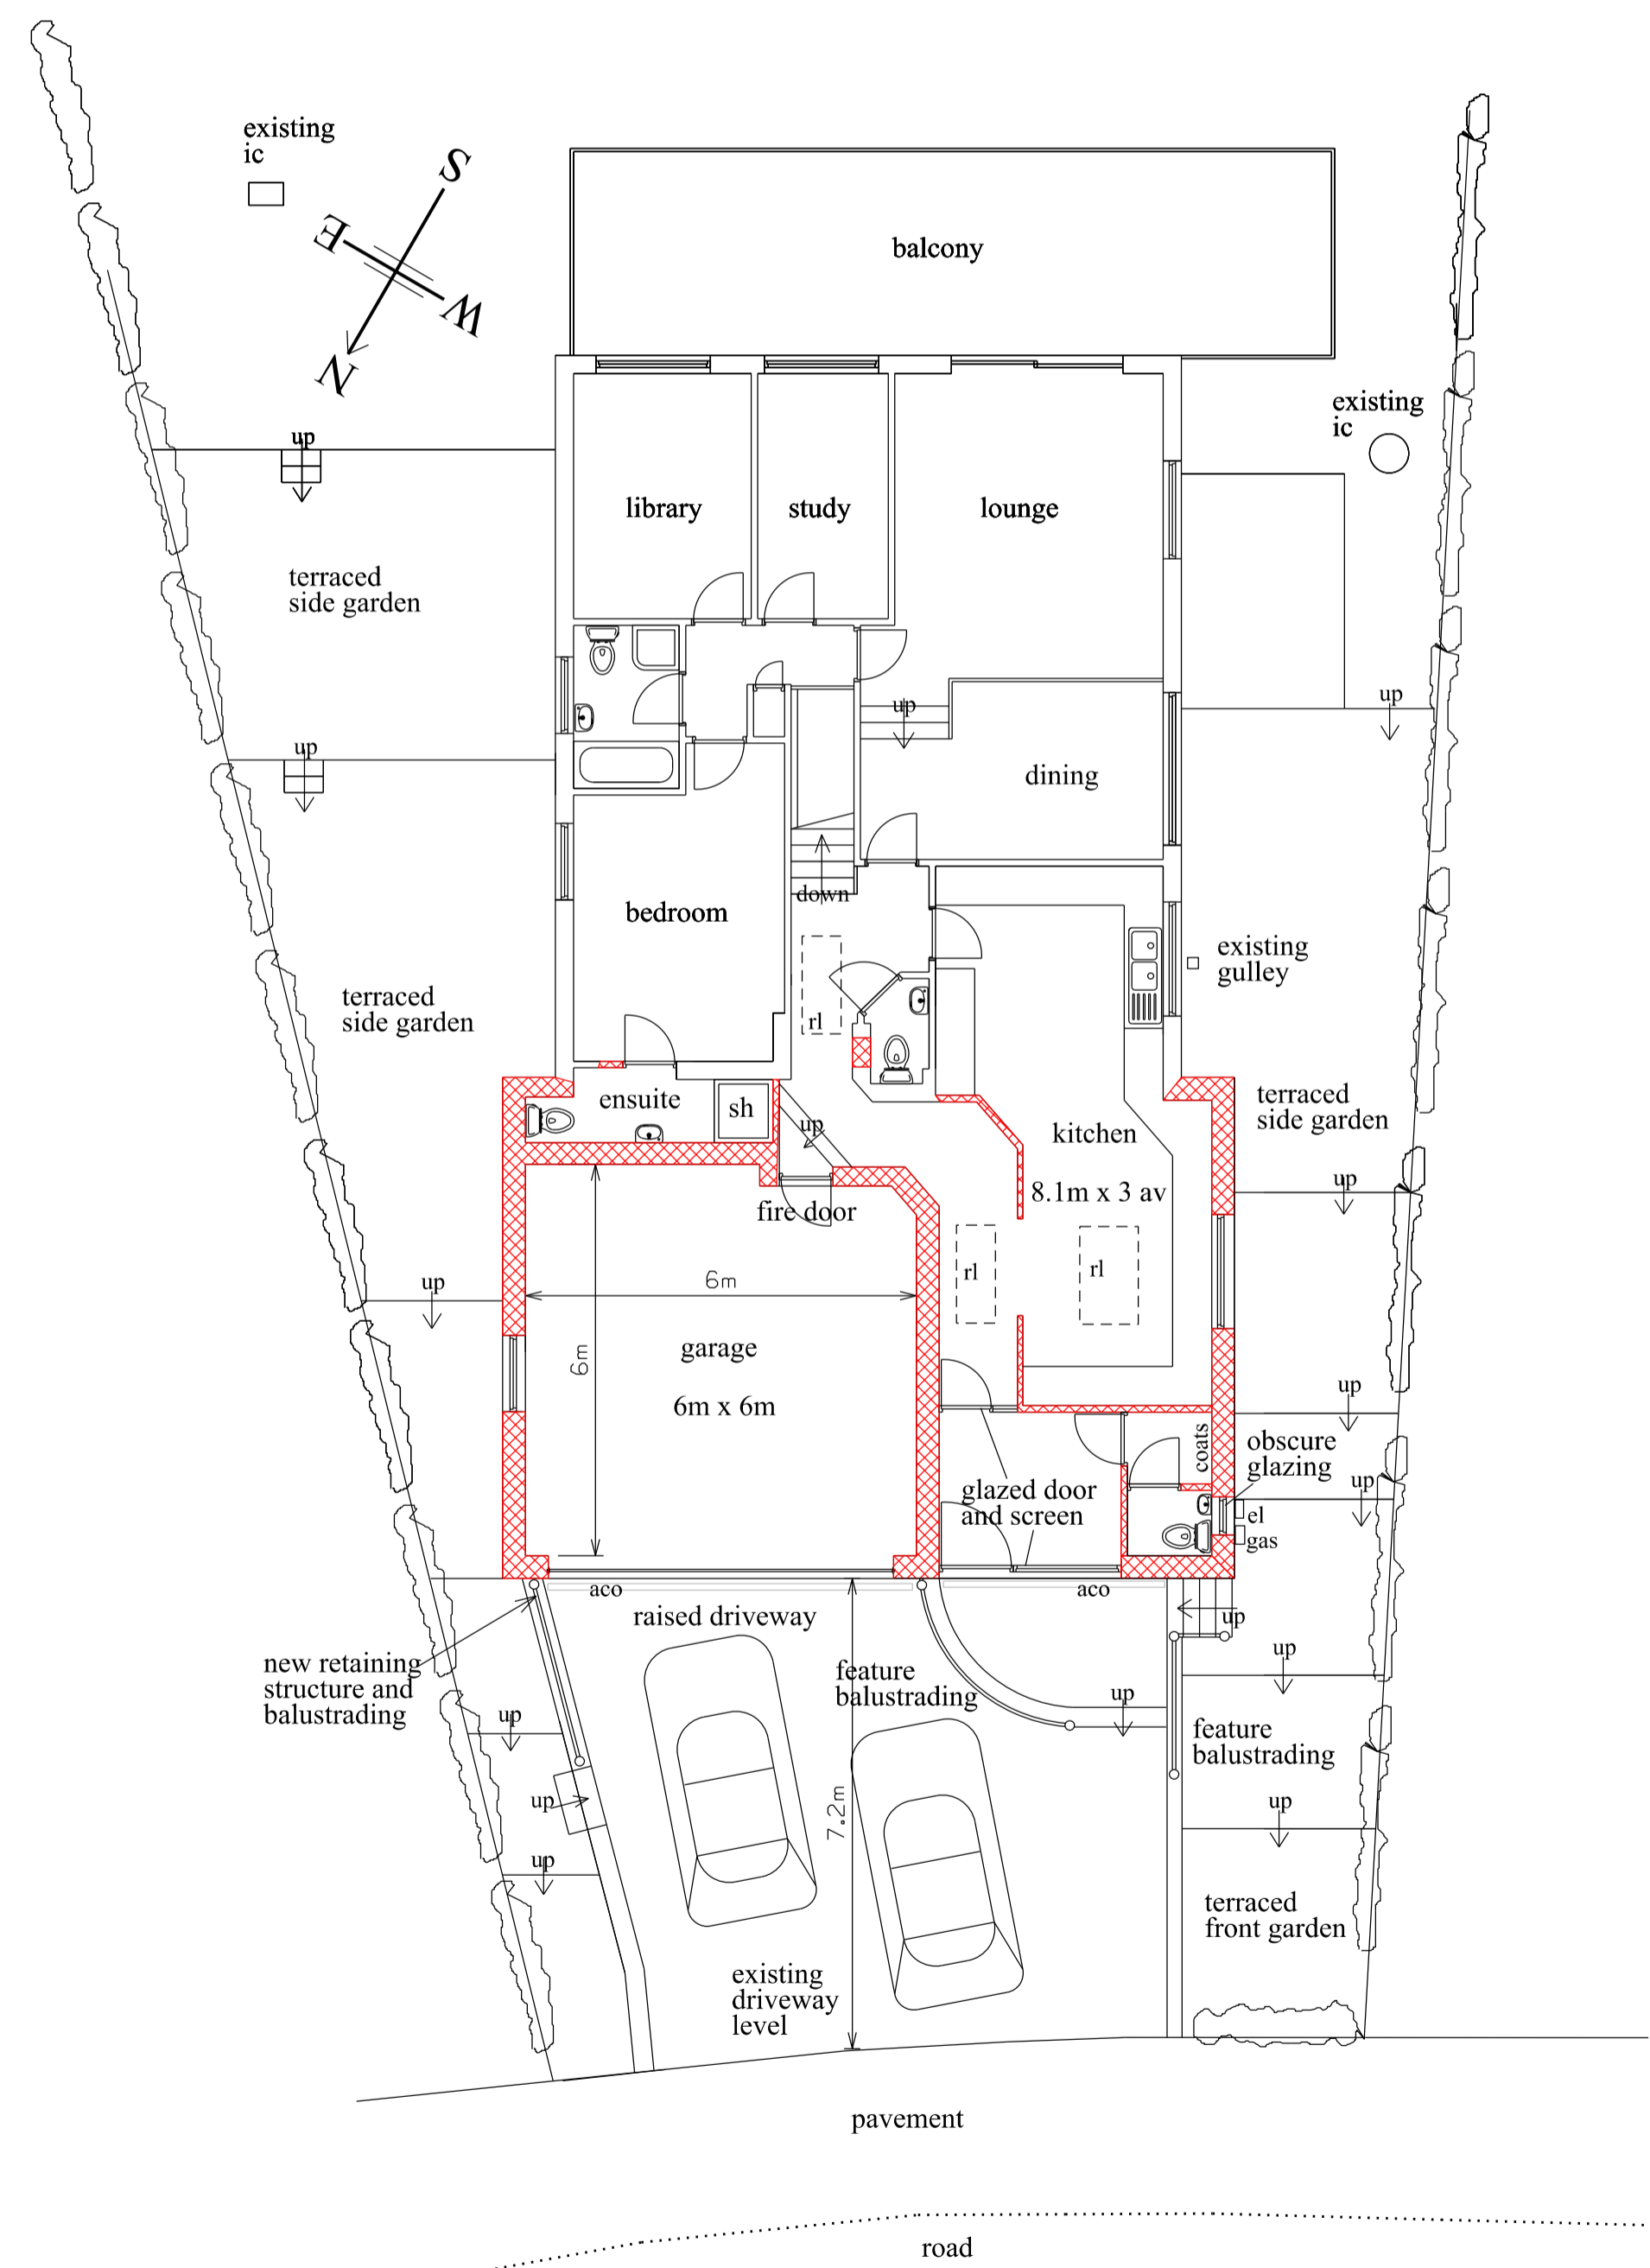 existing
ic
S
E
W
N
balcony
existing
ic
up
library
study
lounge
terraced
side garden
up
up
up
dining
down
bedroom
existing
gulley
terraced
side garden
rl
ensuite
sh
up
kitchen
8.1m x 3 av
terraced
side garden
up
fire door
up
6m
rl
rl
6m
garage
6m x 6m
up
coats
obscure
glazing
up
glazed door
and screen
el
gas
aco
aco
raised driveway
up
new retaining
structure and
balustrading
feature
balustrading
up
up
up
feature
balustrading
up
7.2m
up
up
terraced
front garden
existing
driveway
level
pavement
road